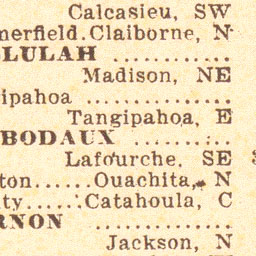 Calcasieu, SW
nerfield.Claiborne, N
LULAH ............
Madison, NE
ipahoa ...............
Tangipahoa, E
BODAUX ..........
Lafourche, SE
ton......Ouachita, N
ty.....Catahoula, C
RNON ..............
Jackson, N